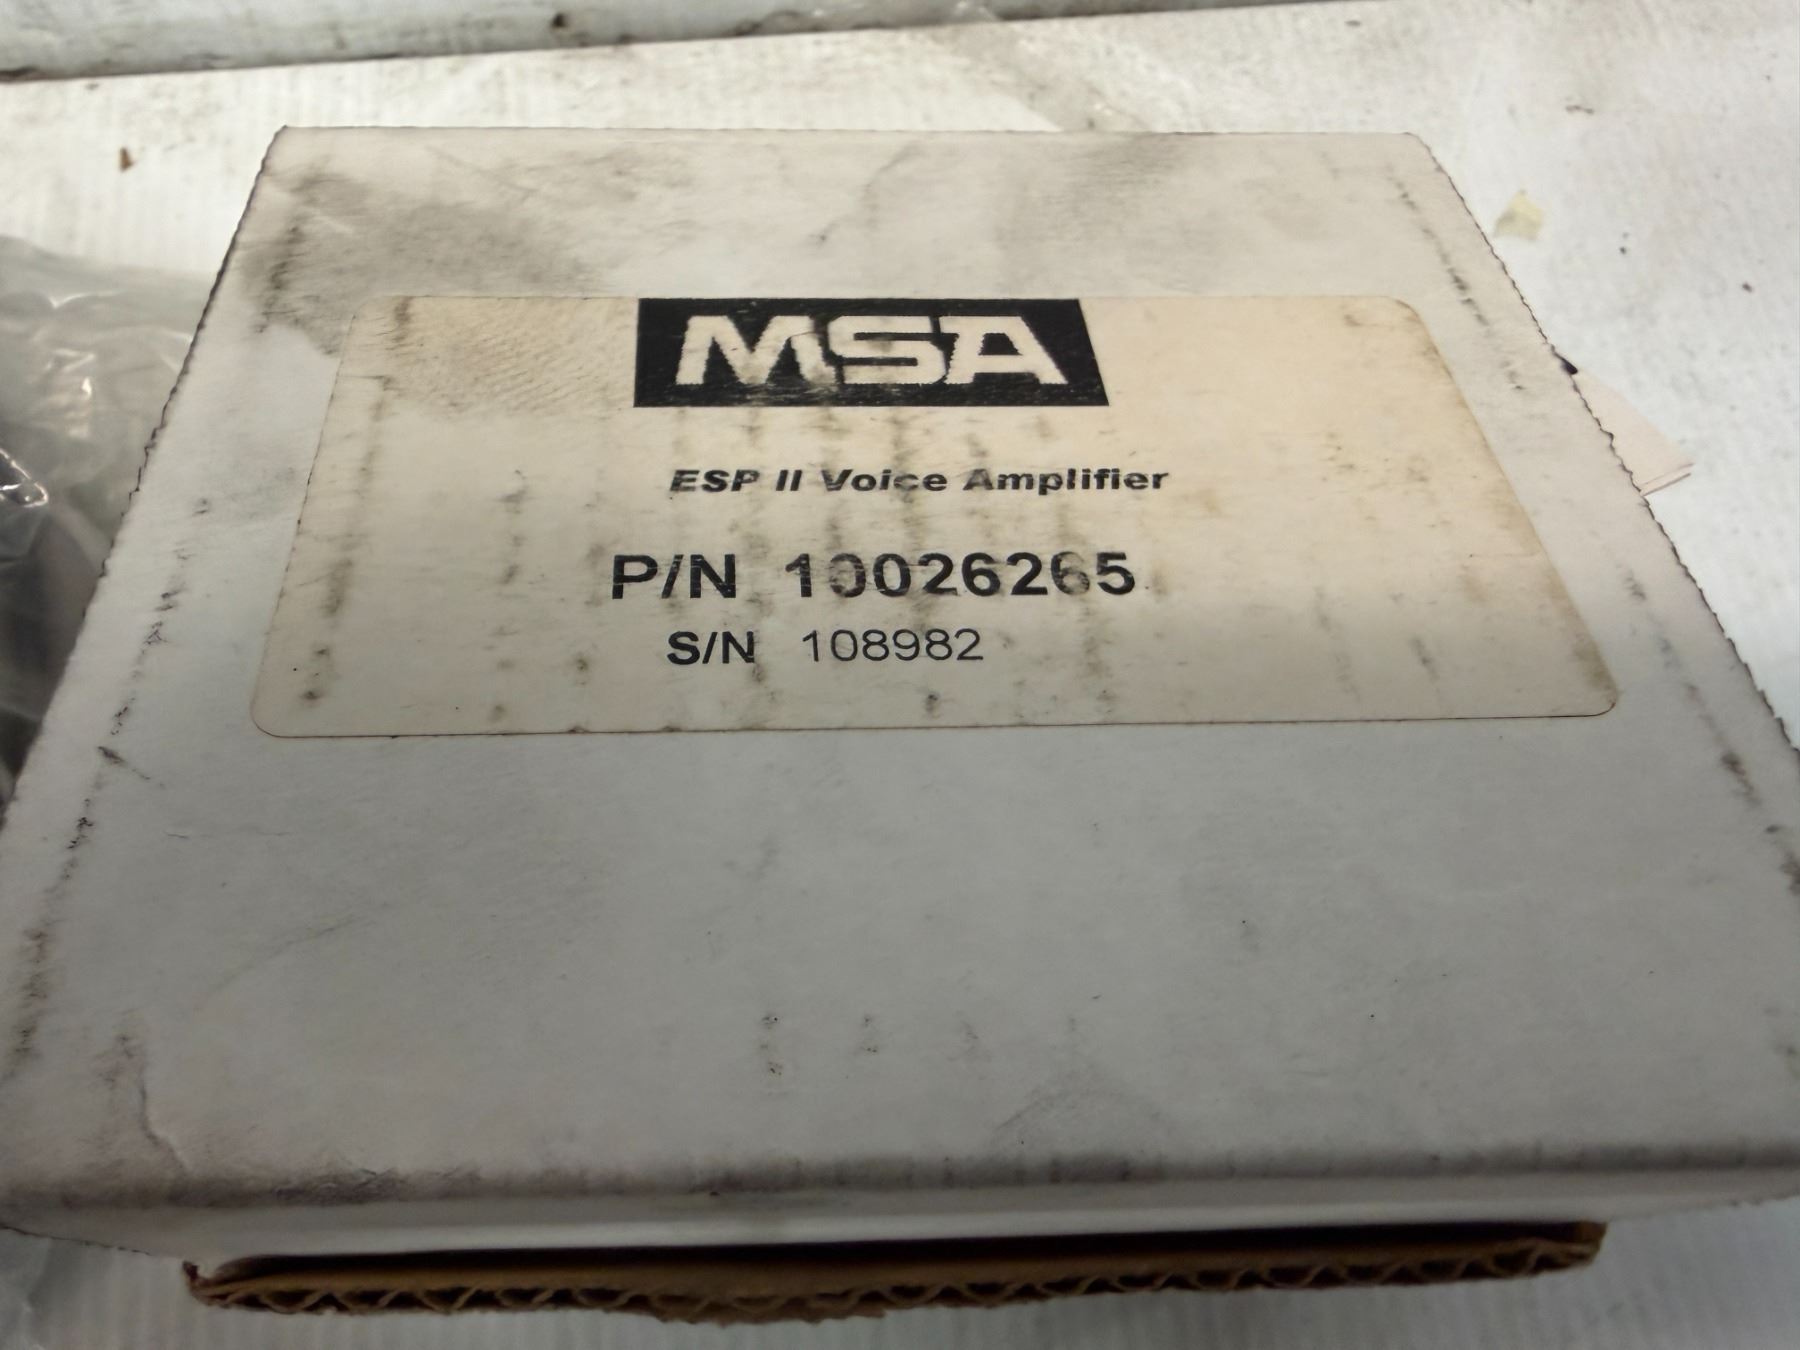 MSA
ESP II Voice Amplifier
P/N 10026265
S/N 108982